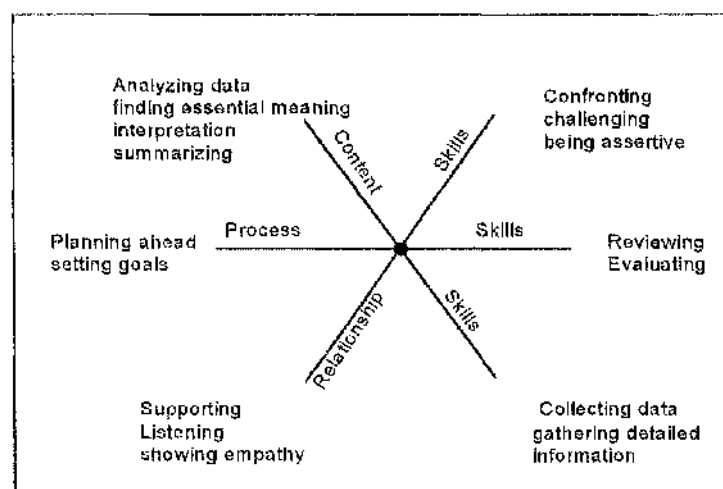 Analyzing data
finding essential meaning
interpretation
summarizing
Confronting
challenging
being assertive
Content
Skills
Planning ahead
setting goals
Process
Skills
Reviewing
Evaluating
Relationship
Skills
Supporting
Listening
showing empathy
Collecting data
gathering detailed
information